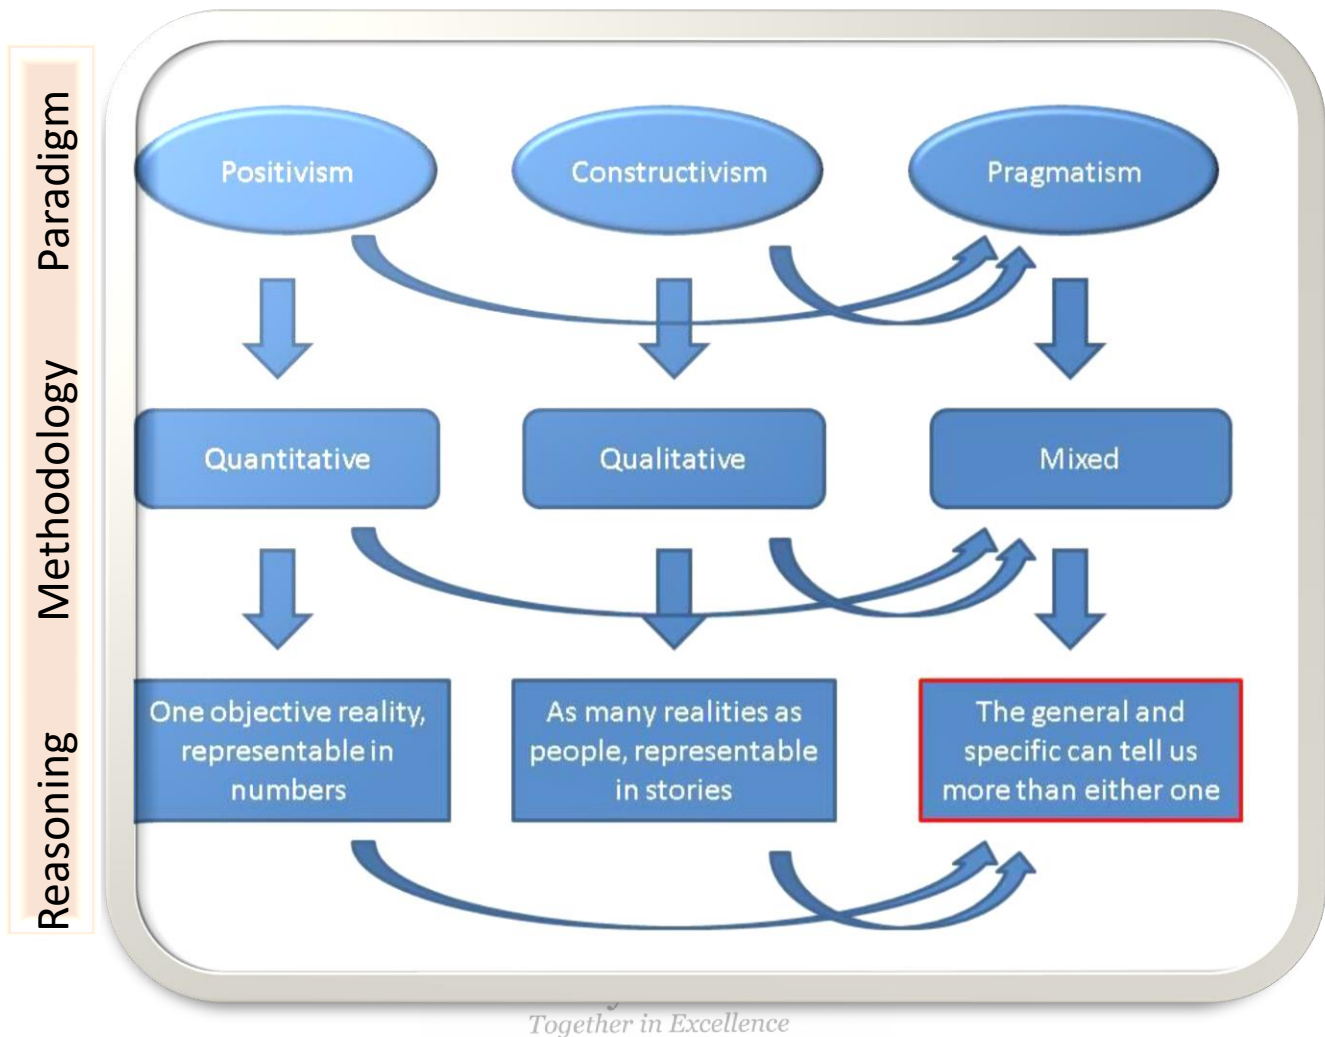 Paradigm
Positivism
Constructivism
Pragmatism
Methodology
Quantitative
Qualitative
Mixed
Reasoning
One objective reality,
representable in
numbers
As many realities as
people, representable
in stories
The general and
specific can tell us
more than either one
Together in Excellence